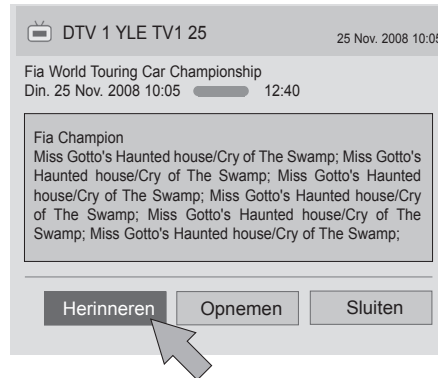 DTV 1 YLE TV1 25
25 Nov. 2008 10:05
Fia World Touring Car Championship
Din. 25 Nov. 2008 10:05 12:40
Fia Champion
Miss Gotto's Haunted house/Cry of The Swamp; Miss Gotto's
Haunted house/Cry of The Swamp; Miss Gotto's Haunted
house/Cry of The Swamp; Miss Gotto's Haunted house/Cry
of The Swamp; Miss Gotto's Haunted house/Cry of The
Swamp; Miss Gotto's Haunted house/Cry of The Swamp;
Herinneren Opnemen Sluiten